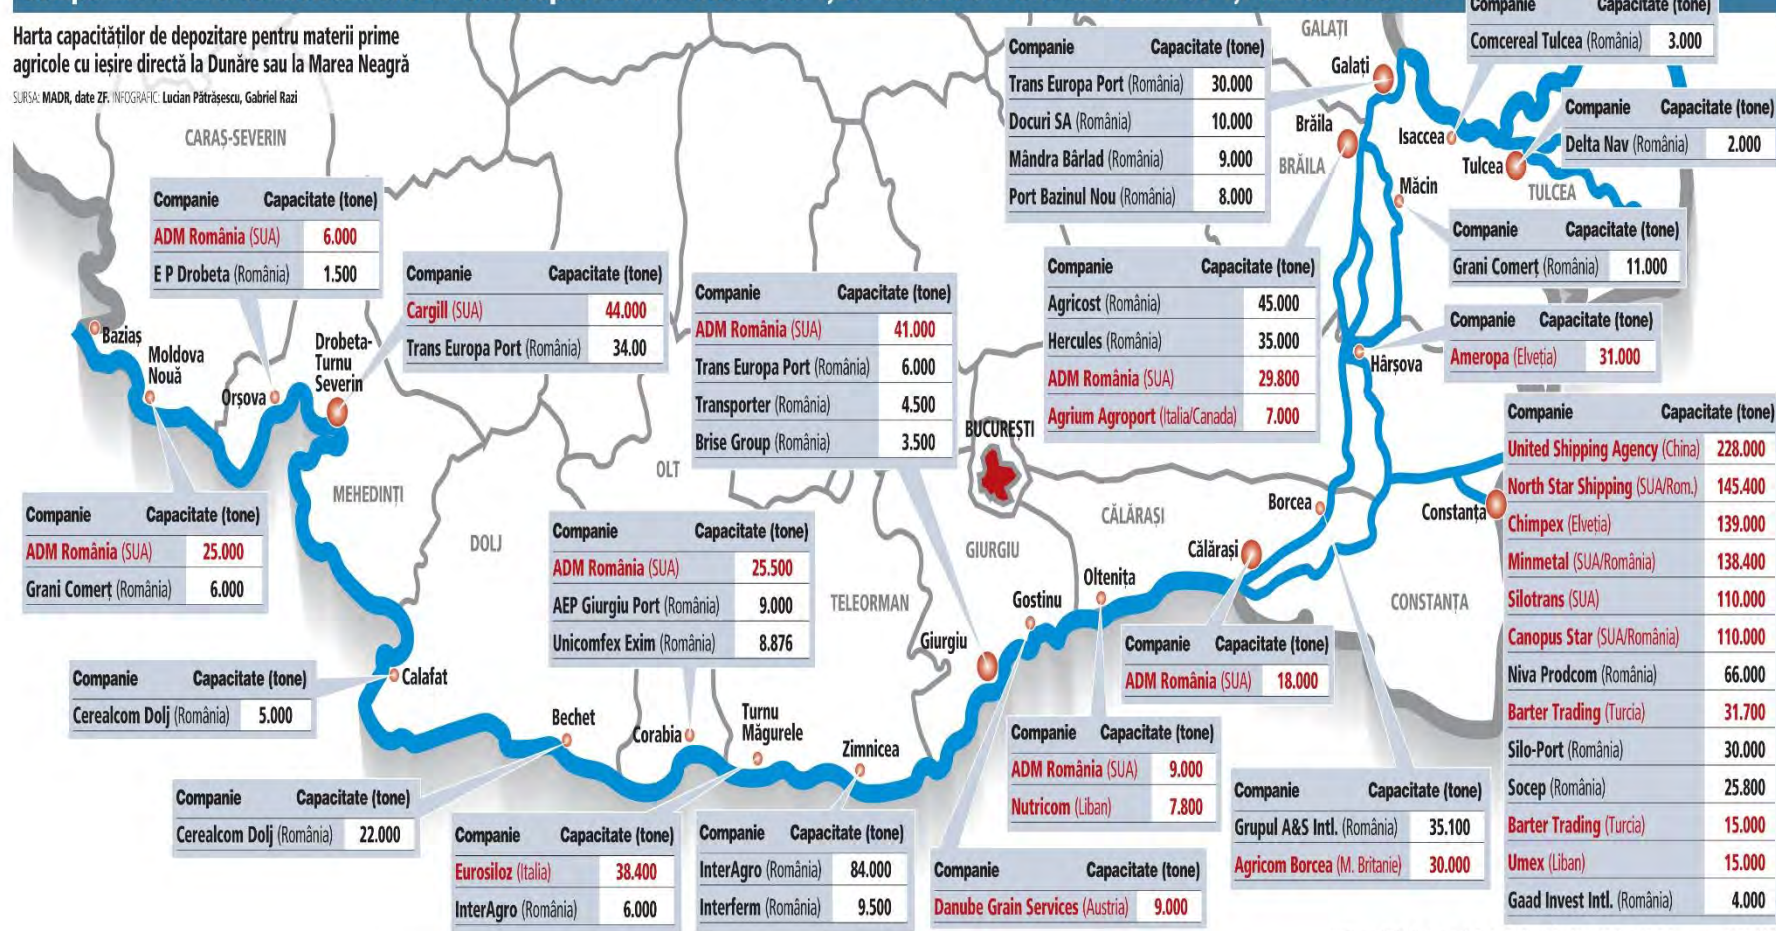 Harta capacităților de depozitare pentru materii prime
agricole cu ieșire directă la Dunăre sau la Marea Neagră
SURSA: MADR, date ZF. INFOGRAFIC: Lucian Pătrășescu, Gabriel Razi
CARAȘ-SEVERIN
Companie Capacitate (tone)
ADM România (SUA) 6.000
E P Drobeta (România) 1.500
Companie Capacitate (tone)
Cargill (SUA) 44.000
Trans Europa Port (România) 34.00
Companie Capacitate (tone)
ADM România (SUA) 41.000
Trans Europa Port (România) 6.000
Transporter (România) 4.500
Brise Group (România) 3.500
Companie Capacitate (tone)
Trans Europa Port (România) 30.000
Docuri SA (România) 10.000
Mândra Bârlad (România) 9.000
Port Bazinul Nou (România) 8.000
GALAȚI
Galați
Companie Capacitate (tone)
Comcereal Tulcea (România) 3.000
Companie Capacitate (tone)
Delta Nav (România) 2.000
Brăila
BRĂILA
Isaccea
Tulcea
TULCEA
Măcin
Companie Capacitate (tone)
Grani Comerț (România) 11.000
Companie Capacitate (tone)
Agricost (România) 45.000
Hercules (România) 35.000
ADM România (SUA) 29.800
Agrium Agroport (Italia/Canada) 7.000
Companie Capacitate (tone)
Ameropa (Elveția) 31.000
Hârșova
Baziaș
Moldova
Nouă
Orșova
Drobeta-
Turnu
Severin
MEHEDINȚI
DOLJ
OLT
BUCUREȘTI
Companie Capacitate (tone)
ADM România (SUA) 25.000
Grani Comerț (România) 6.000
Companie Capacitate (tone)
ADM România (SUA) 25.500
AEP Giurgiu Port (România) 9.000
Unicomfex Exim (România) 8.876
TELEORMAN
GIURGIU
CĂLĂRAȘI
Borcea
Constanța
Călărași
CONSTANȚA
Oltenița
Gostinu
Giurgiu
Companie Capacitate (tone)
ADM România (SUA) 18.000
Companie Capacitate (tone)
United Shipping Agency (China) 228.000
North Star Shipping (SUA/Rom.) 145.400
Chimpex (Elveția) 139.000
Minmetal (SUA/România) 138.400
Silotrans (SUA) 110.000
Canopus Star (SUA/România) 110.000
Niva Prodcom (România) 66.000
Barter Trading (Turcia) 31.700
Silo-Port (România) 30.000
Socep (România) 25.800
Barter Trading (Turcia) 15.000
Umex (Liban) 15.000
Gaad Invest Intl. (România) 4.000
Companie Capacitate (tone)
Cerealcom Dolj (România) 5.000
Calafat
Bechet
Corabia
Turnu
Măgurele
Zimnicea
Companie Capacitate (tone)
Cerealcom Dolj (România) 22.000
Companie Capacitate (tone)
Eurosiloz (Italia) 38.400
InterAgro (România) 6.000
Companie Capacitate (tone)
InterAgro (România) 84.000
Interferm (România) 9.500
Companie Capacitate (tone)
Danube Grain Services (Austria) 9.000
Companie Capacitate (tone)
ADM România (SUA) 9.000
Nutricom (Liban) 7.800
Companie Capacitate (tone)
Grupul A&S Intl. (România) 35.100
Agricom Borcea (M. Britanie) 30.000